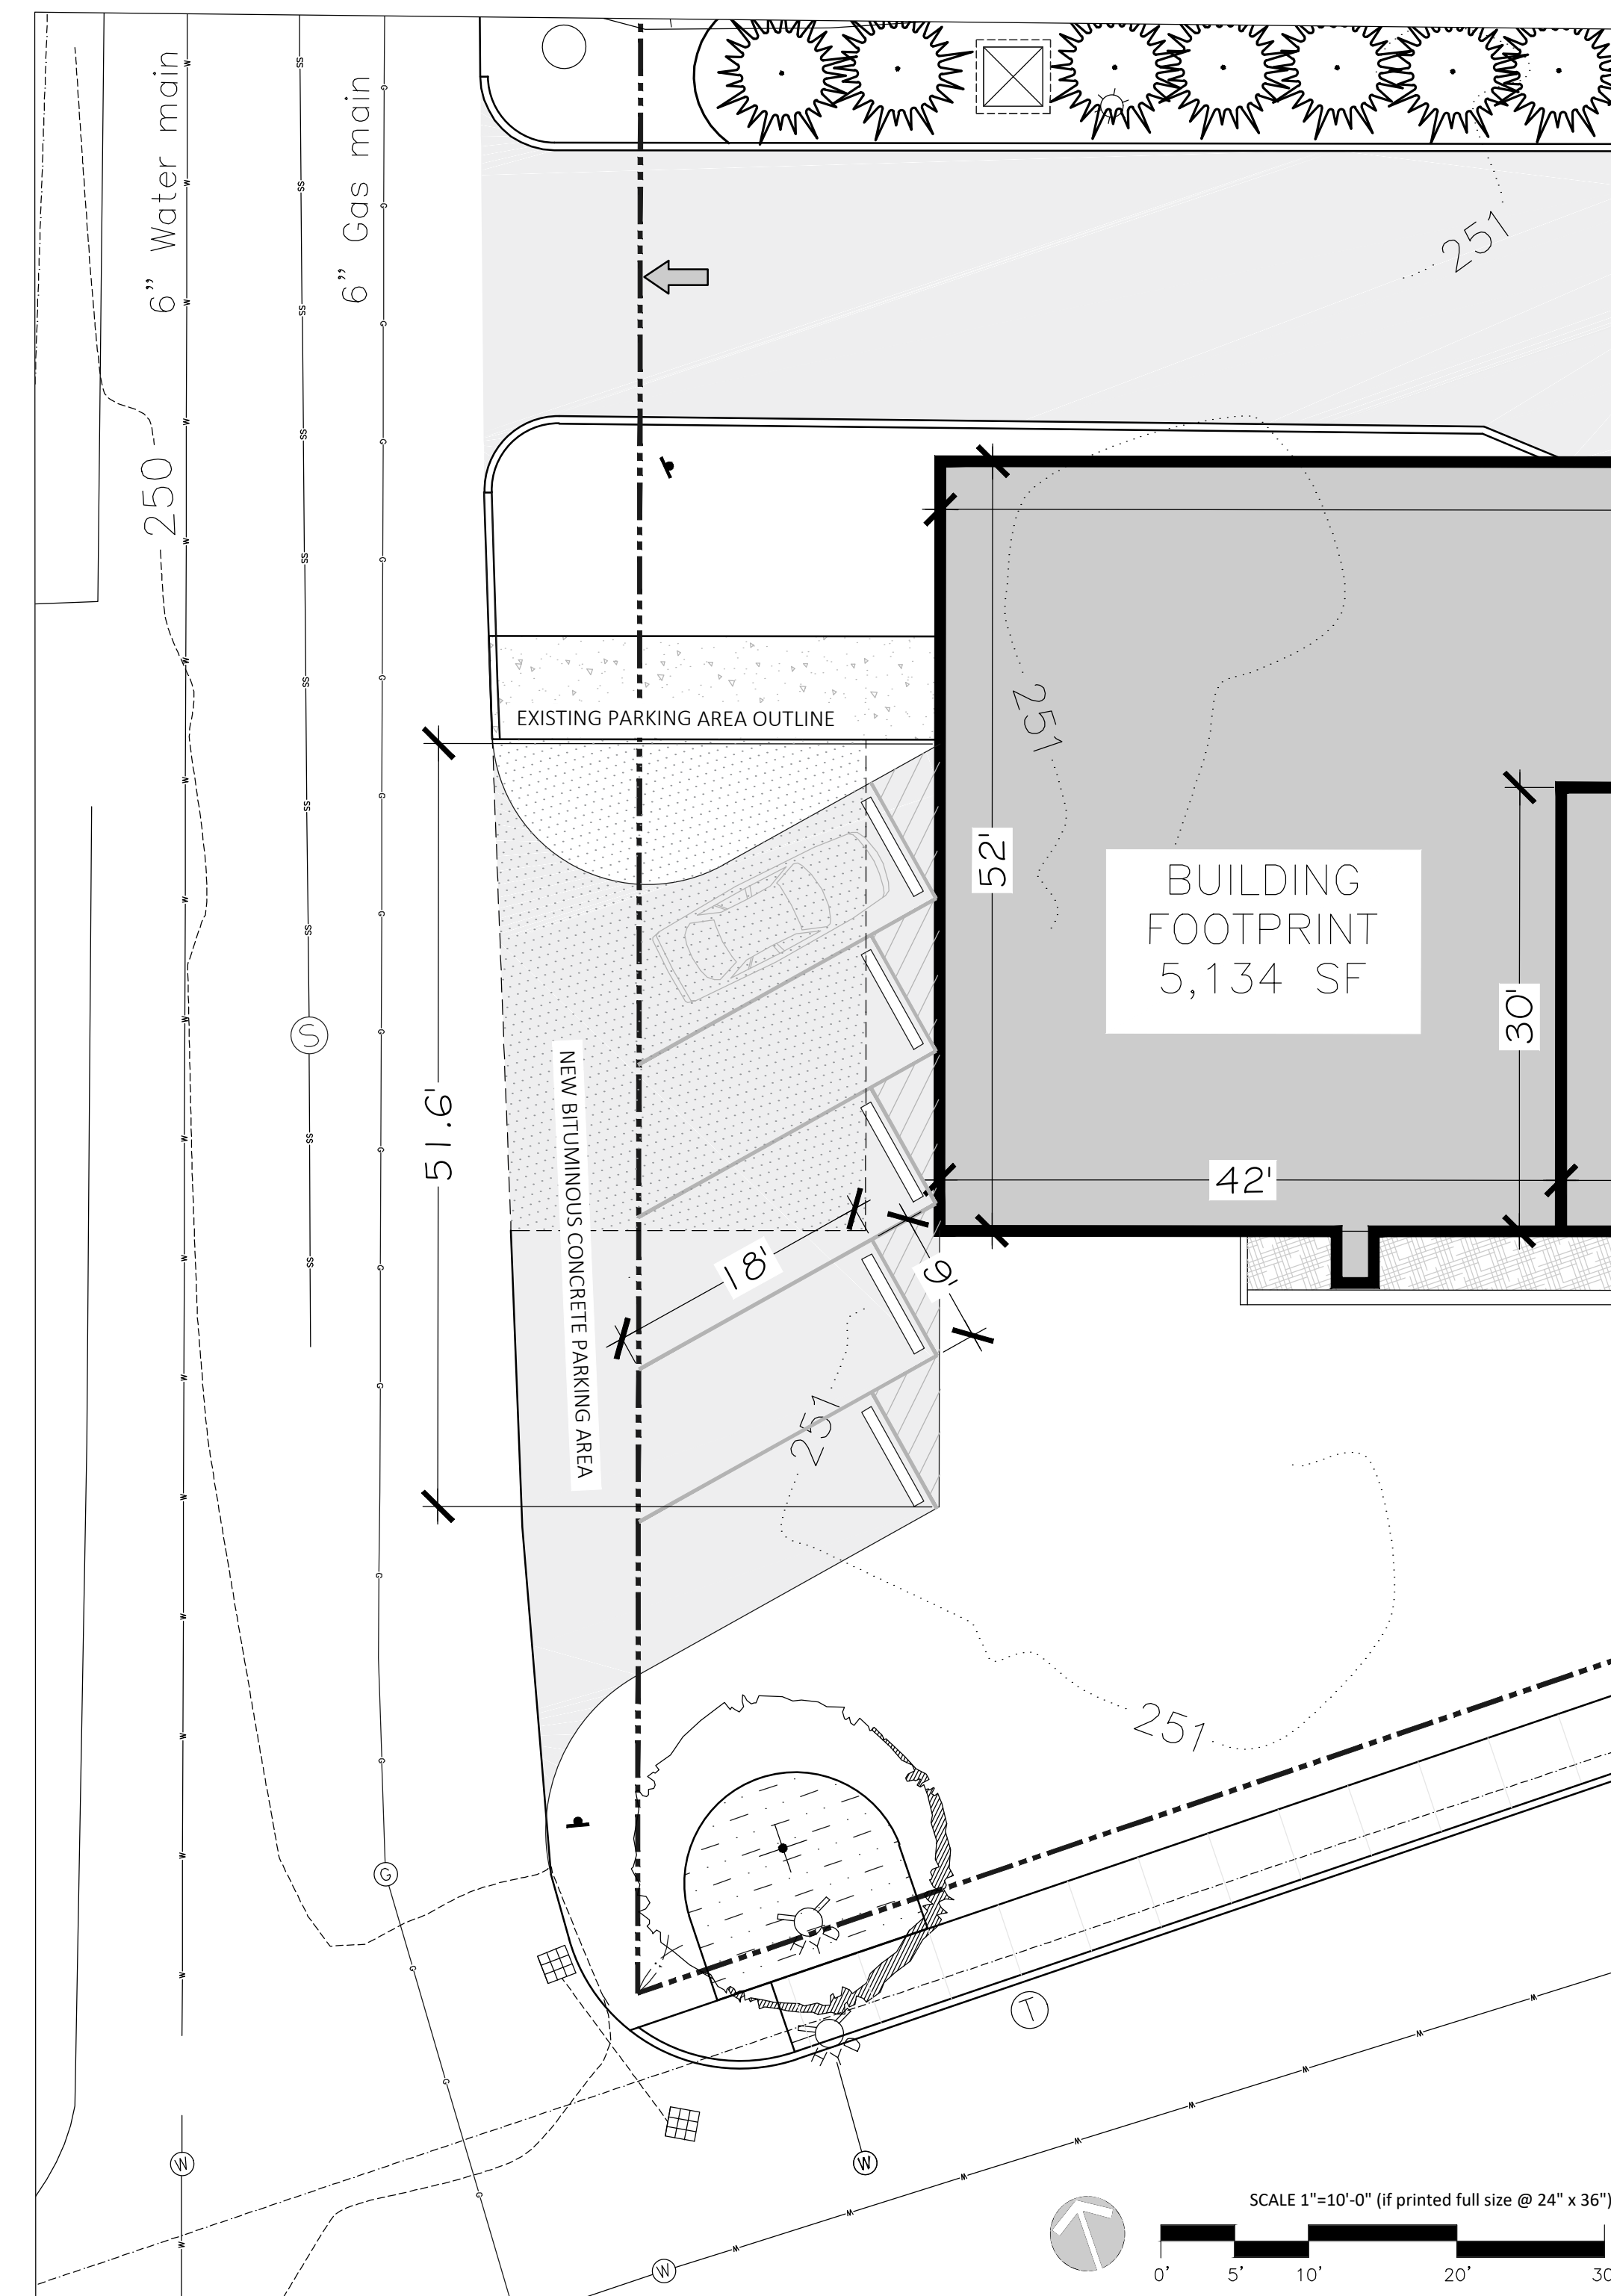 6” Water main
6” Gas main
251
250
EXISTING PARKING AREA OUTLINE
251
52'
BUILDING
FOOTPRINT
5,134 SF
30'
S
51.6'
NEW BITUMINOUS CONCRETE PARKING AREA
42'
18'
9'
251
251
G
T
W
W
W
SCALE 1"=10'-0" (if printed full size @ 24" x 36")
0' 5' 10' 20' 30